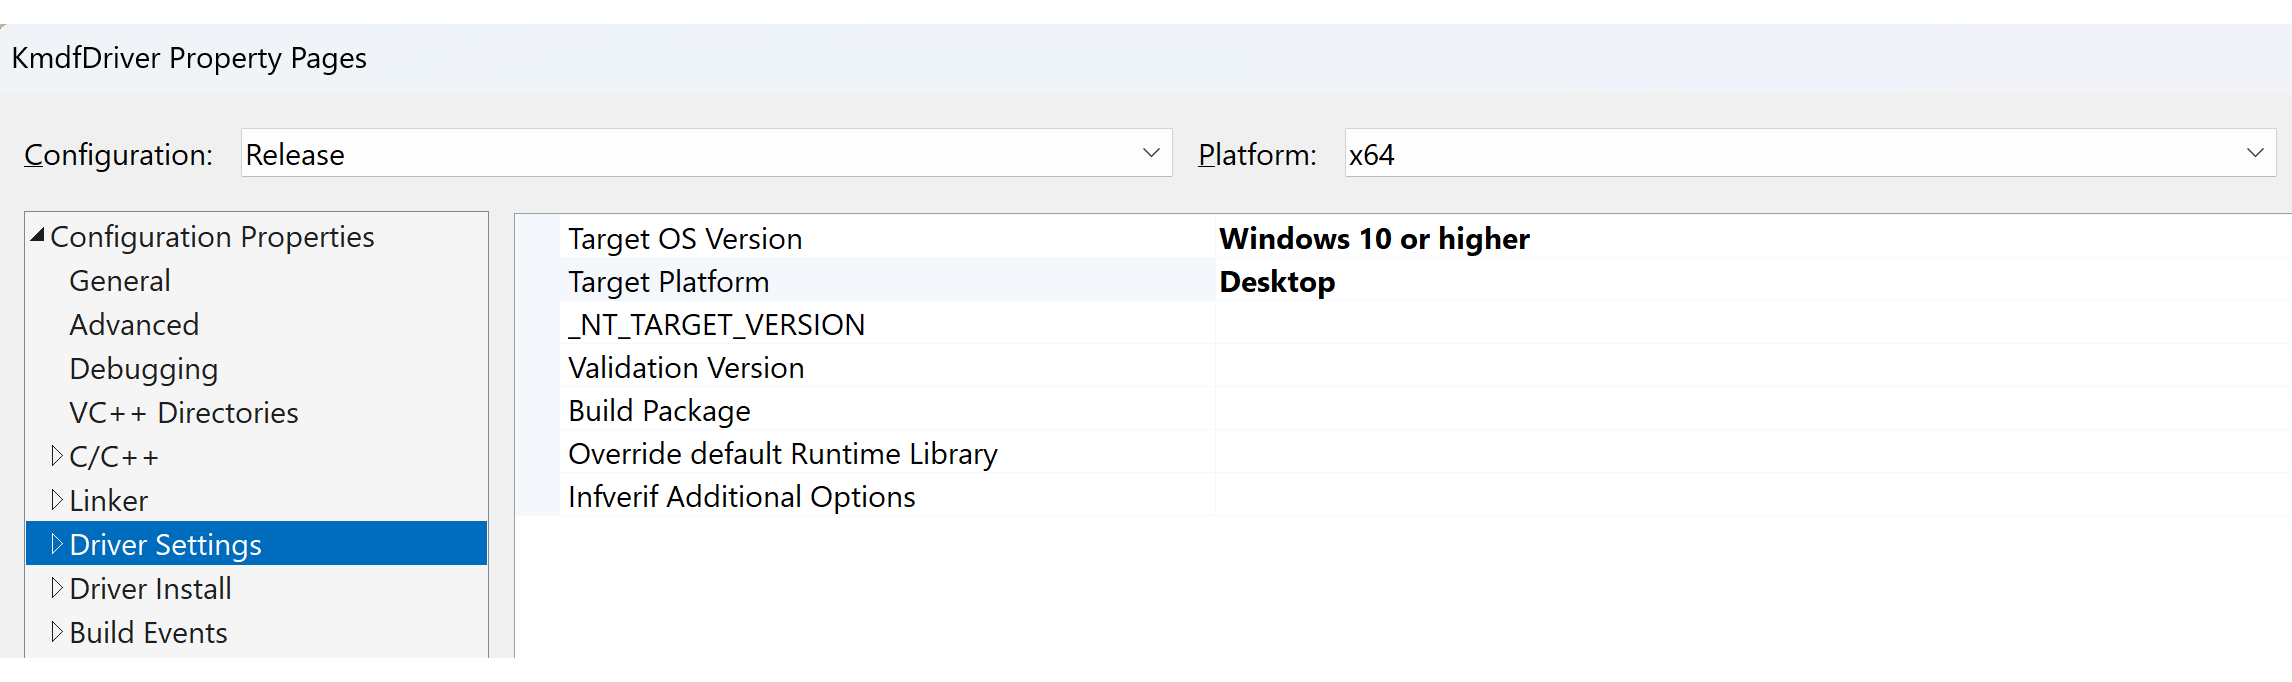 KmdfDriver Property Pages
Configuration: Release Platform: x64
Configuration Properties
General
Advanced
Debugging
VC++ Directories
C/C++
Linker
Driver Settings
Driver Install
Build Events
Target OS Version Windows 10 or higher
Target Platform Desktop
_NT_TARGET_VERSION
Validation Version
Build Package
Override default Runtime Library
Infverif Additional Options